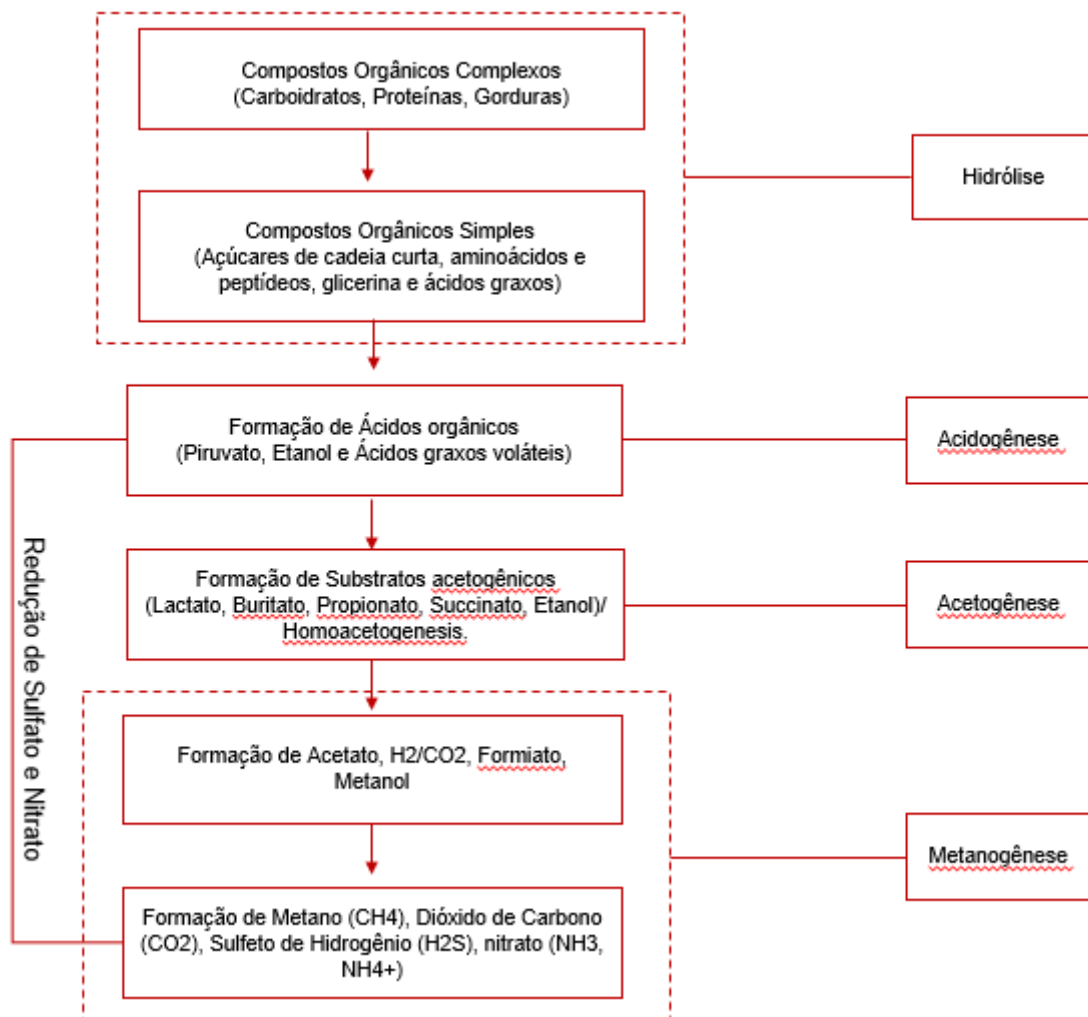 Compostos Orgânicos Complexos
(Carboidratos, Proteínas, Gorduras)
Hidrólise
Compostos Orgânicos Simples
(Açúcares de cadeia curta, aminoácidos e
peptídeos, glicerina e ácidos graxos)
Formação de Ácidos orgânicos
(Piruvato, Etanol e Ácidos graxos voláteis)
Acidogênese
Redução de Sulfato e Nitrato
Formação de Substratos acetogênicos
(Lactato, Buritato, Propionato, Succinato, Etanol)/
Homoacetogenesis.
Acetogênese
Formação de Acetato, H2/CO2, Formiato,
Metanol
Metanogênese
Formação de Metano (CH4), Dióxido de Carbono
(CO2), Sulfeto de Hidrogênio (H2S), nitrato (NH3,
NH4+)